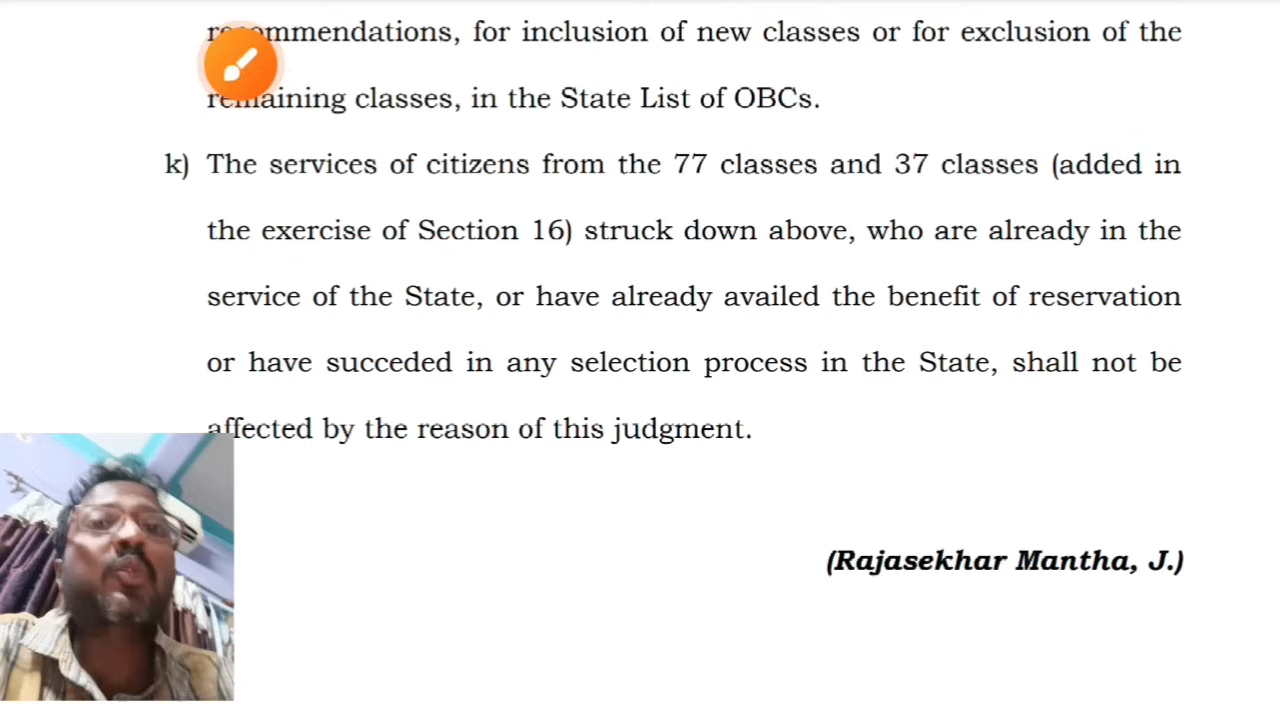 recommendations, for inclusion of new classes or for exclusion of the
remaining classes, in the State List of OBCs.
k) The services of citizens from the 77 classes and 37 classes (added in
the exercise of Section 16) struck down above, who are already in the
service of the State, or have already availed the benefit of reservation
or have succeded in any selection process in the State, shall not be
affected by the reason of this judgment.
(Rajasekhar Mantha, J.)